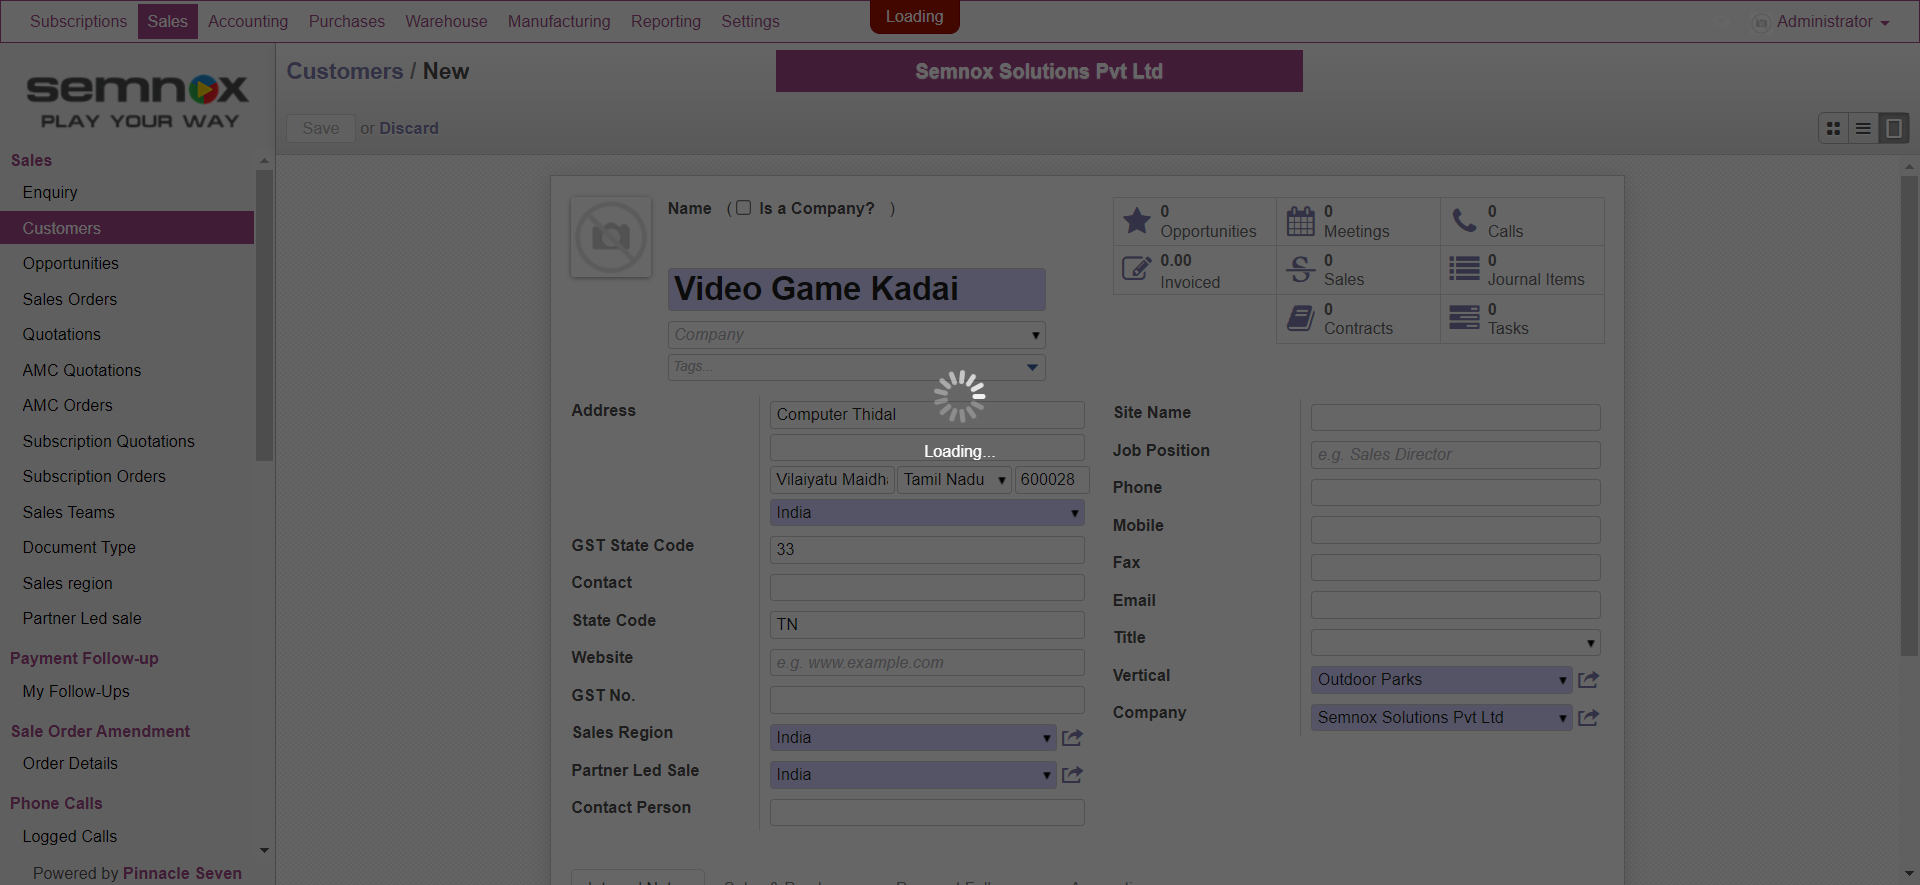 Subscriptions Sales Accounting Purchases Warehouse Manufacturing Reporting Settings Loading Administrator
semnox
PLAY YOUR WAY
Customers / New
Semnox Solutions Pvt Ltd
Save or Discard
Sales
Enquiry
Customers
Opportunities
Sales Orders
Quotations
AMC Quotations
AMC Orders
Subscription Quotations
Subscription Orders
Sales Teams
Document Type
Sales region
Partner Led sale
Payment Follow-up
My Follow-Ups
Sale Order Amendment
Order Details
Phone Calls
Logged Calls
Powered by Pinnacle Seven
Name ( Is a Company? )
Video Game Kadai
Company
Tags...
0 Opportunities
0 Meetings
0 Calls
0.00 Invoiced
0 Sales
0 Journal Items
0 Contracts
0 Tasks
Loading...
Address Computer Thidal
Vilaiyatu Maidh Tamil Nadu 600028
India
GST State Code 33
Contact
State Code TN
Website e.g. www.example.com
GST No.
Sales Region India
Partner Led Sale India
Contact Person
Site Name
Job Position e.g. Sales Director
Phone
Mobile
Fax
Email
Title
Vertical Outdoor Parks
Company Semnox Solutions Pvt Ltd